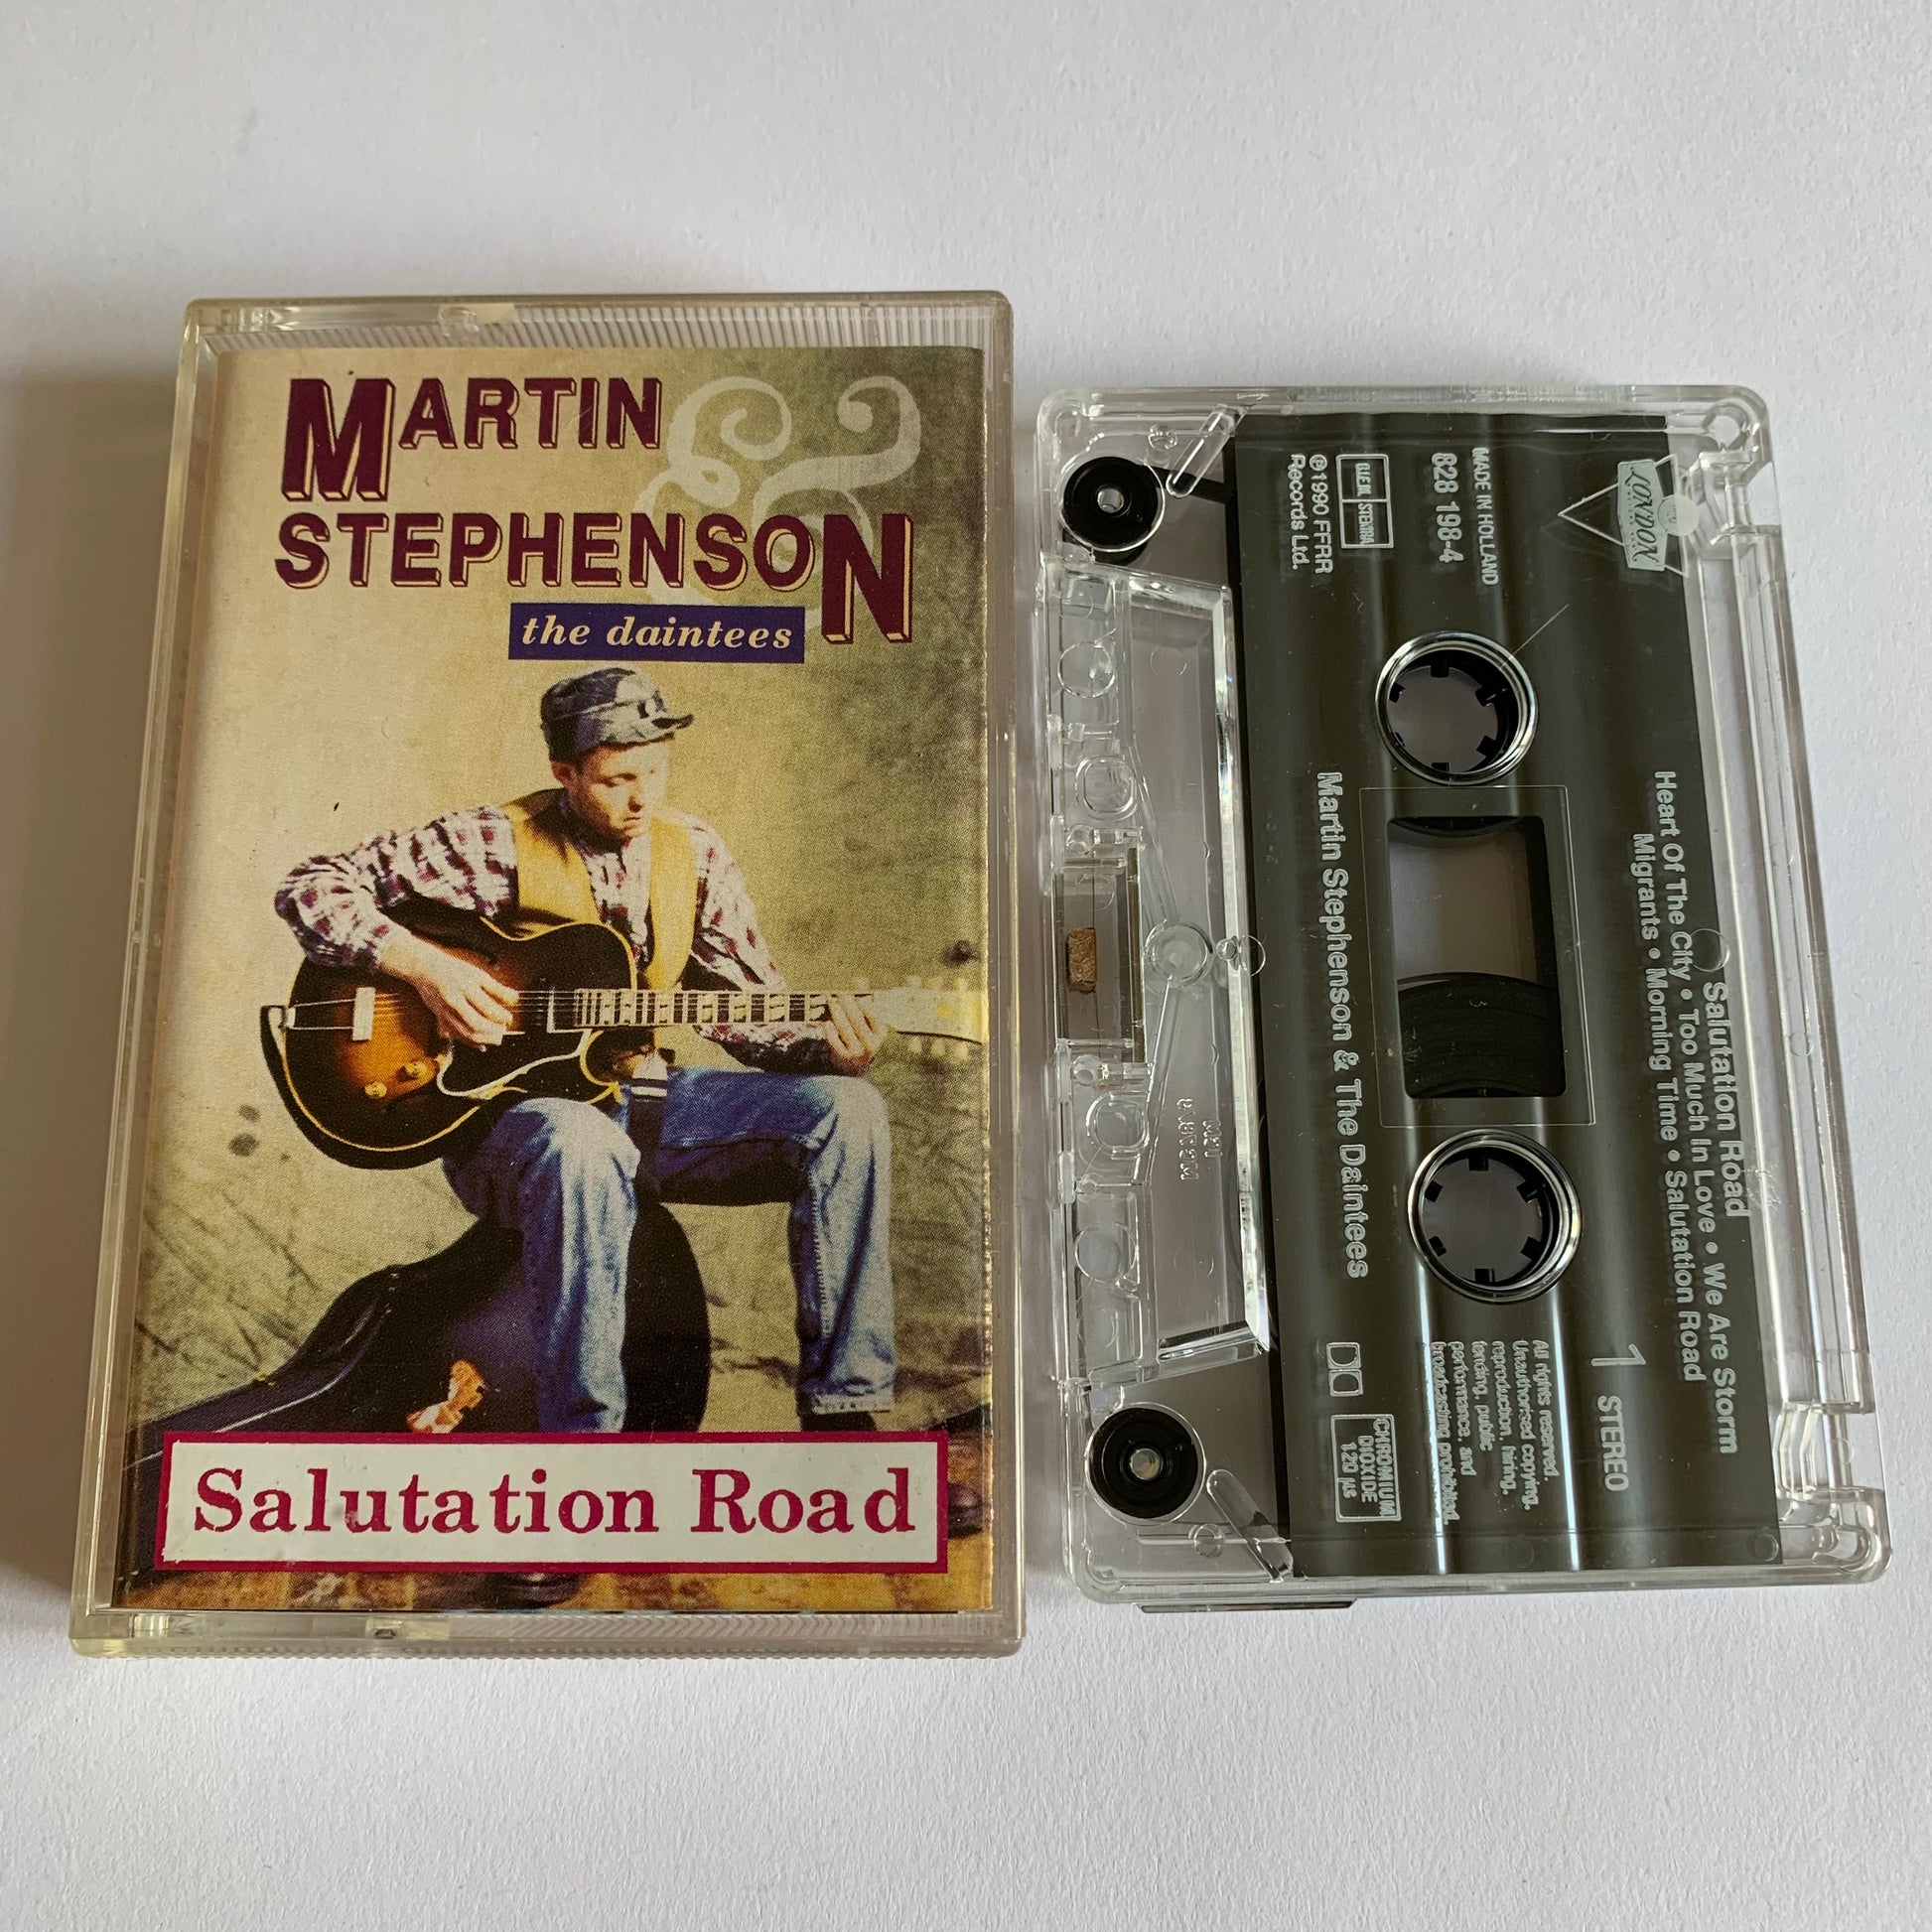 MARTIN
&
STEPHENSON
the daintees
Salutation Road
LONDON
Salutation Road
Heart Of The City • Too Much In Love • We Are Storm
Migrants • Morning Time • Salutation Road
1 STEREO
MADE IN HOLLAND
828 198-4
STEMRA
℗1990 FFRR
Records Ltd.
Martin Stephenson & The Daintees
All rights reserved.
Unauthorised copying,
reproduction, hiring,
lending, public
performance, and
broadcasting prohibited.
CHROMIUM
DIOXIDE
120 µs